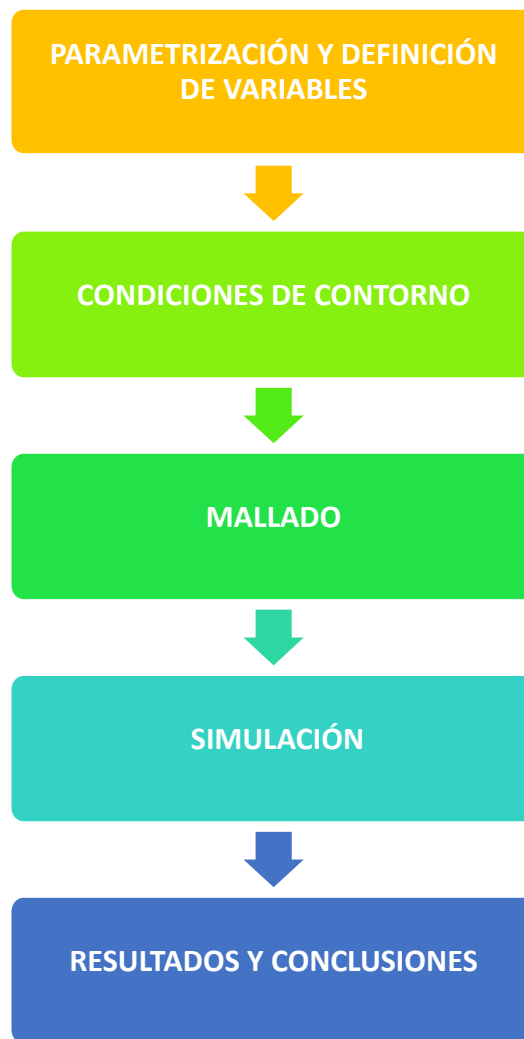 PARAMETRIZACIÓN Y DEFINICIÓN
DE VARIABLES
CONDICIONES DE CONTORNO
MALLADO
SIMULACIÓN
RESULTADOS Y CONCLUSIONES